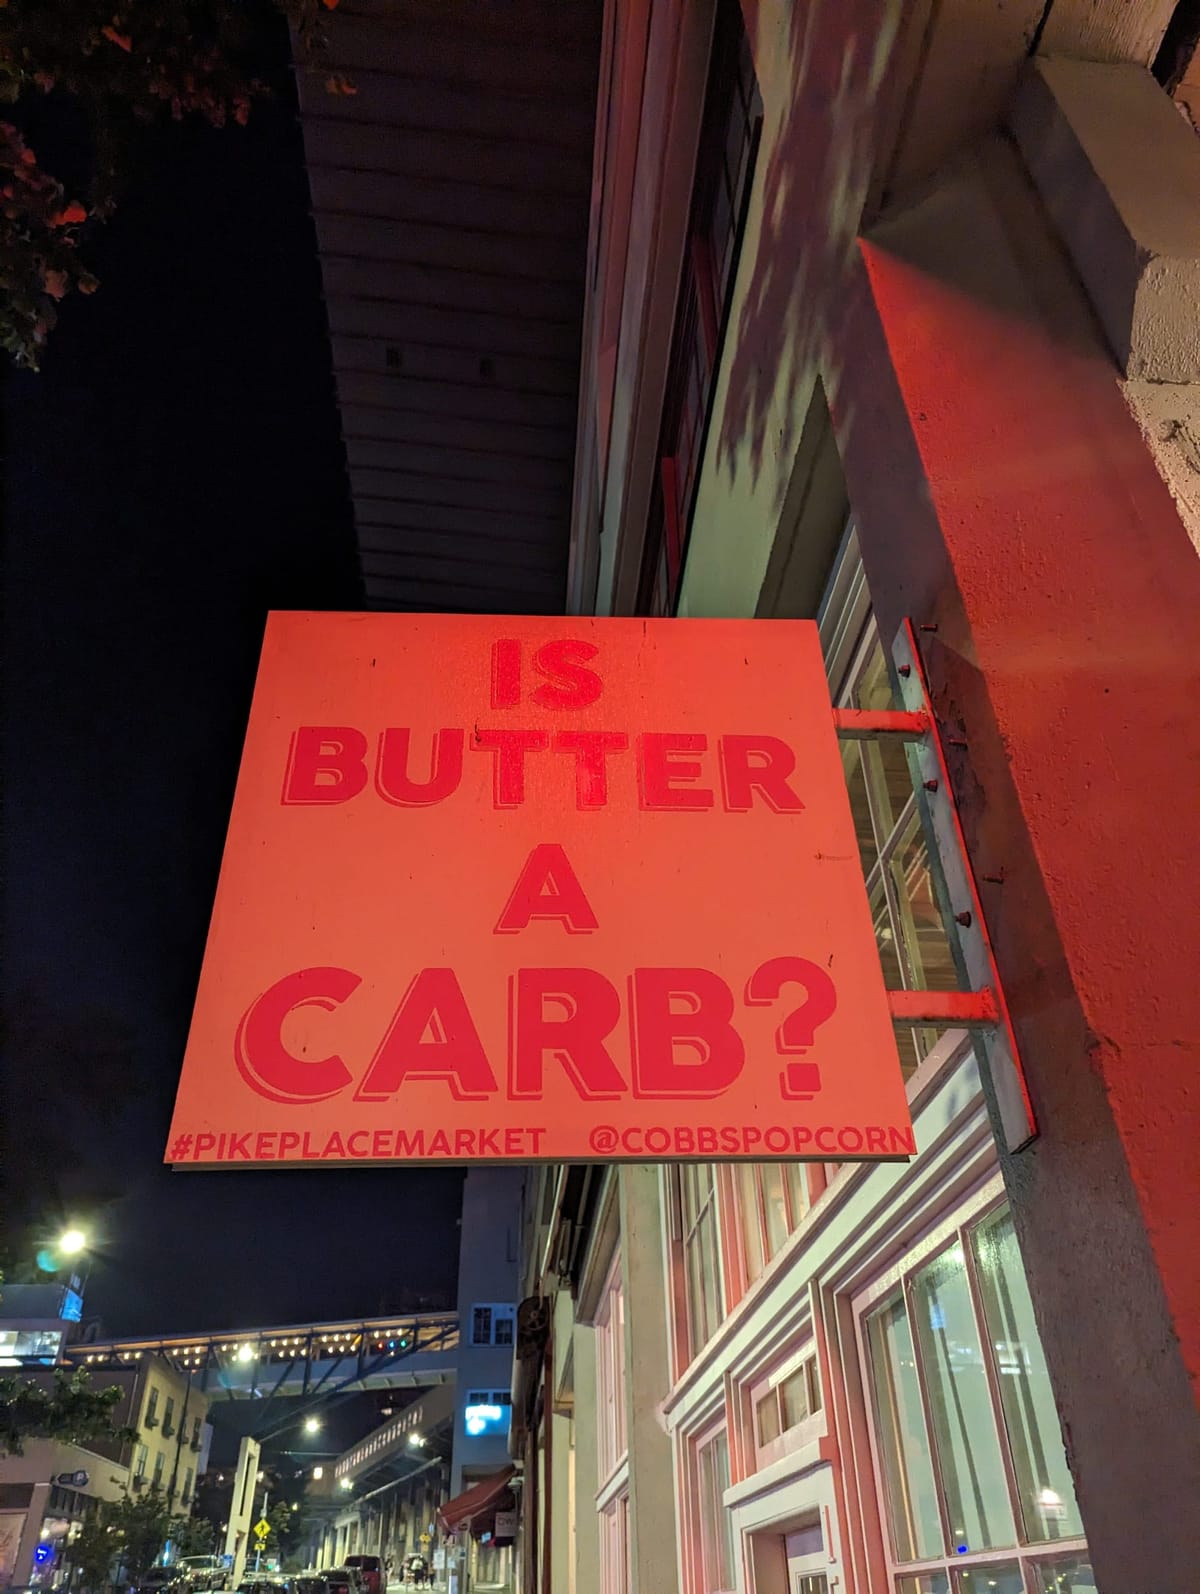 IS
BUTTER
A
CARB?
#PIKEPLACEMARKET @COBBSPOPCORN